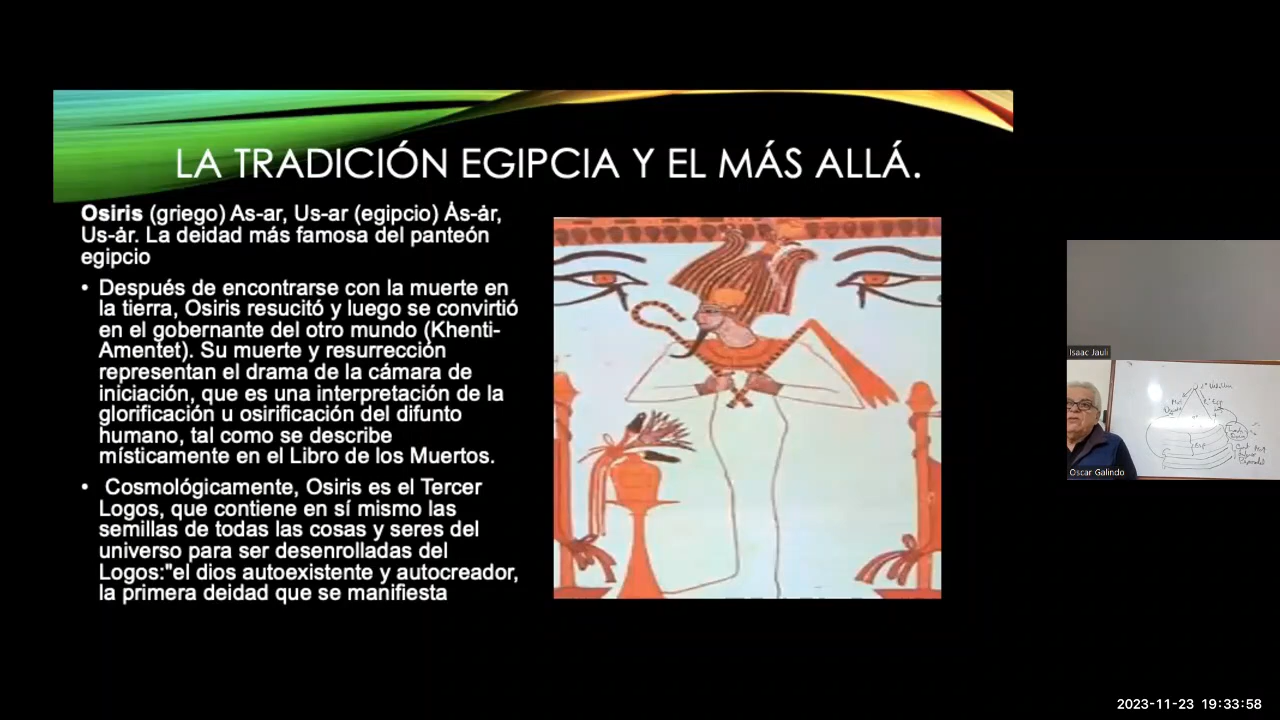 LA TRADICIÓN EGIPCIA Y EL MÁS ALLÁ.
Osiris (griego) As-ar, Us-ar (egipcio) Ȧs-ȧr,
Us-ȧr. La deidad más famosa del panteón
egipcio
• Después de encontrarse con la muerte en
la tierra, Osiris resucitó y luego se convirtió
en el gobernante del otro mundo (Khenti-
Amentet). Su muerte y resurrección
representan el drama de la cámara de
iniciación, que es una interpretación de la
glorificación u osirificación del difunto
humano, tal como se describe
místicamente en el Libro de los Muertos.
• Cosmológicamente, Osiris es el Tercer
Logos, que contiene en sí mismo las
semillas de todas las cosas y seres del
universo para ser desenrolladas del
Logos:"el dios autoexistente y autocreador,
la primera deidad que se manifiesta
Isaac Jauli
Oscar Galindo
2023-11-23 19:33:58